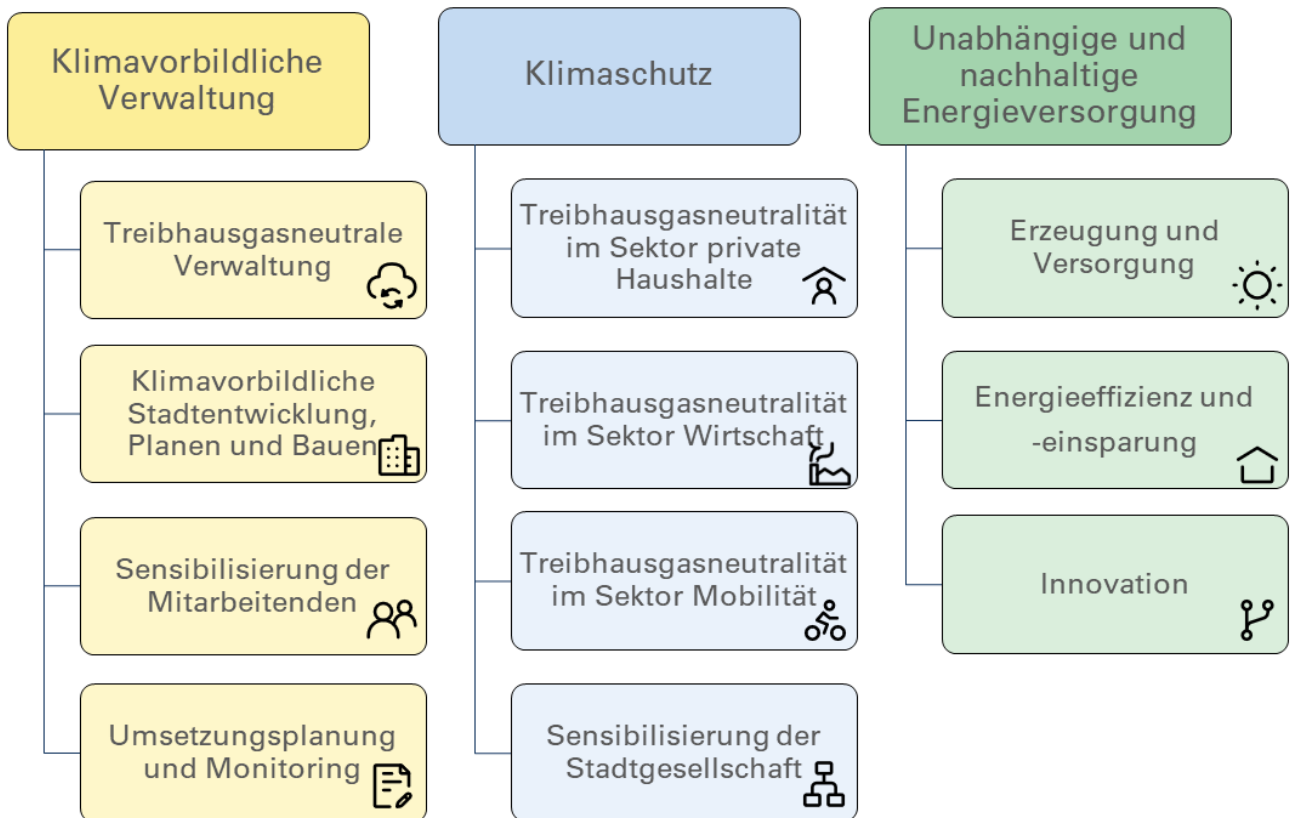 Klimavorbildliche
Verwaltung
Treibhausgasneutrale
Verwaltung
Klimavorbildliche
Stadtentwicklung,
Planen und Bauen
Sensibilisierung der
Mitarbeitenden
Umsetzungsplanung
und Monitoring
Klimaschutz
Treibhausgasneutralität
im Sektor private
Haushalte
Treibhausgasneutralität
im Sektor Wirtschaft
Treibhausgasneutralität
im Sektor Mobilität
Sensibilisierung der
Stadtgesellschaft
Unabhängige und
nachhaltige
Energieversorgung
Erzeugung und
Versorgung
Energieeffizienz und
-einsparung
Innovation